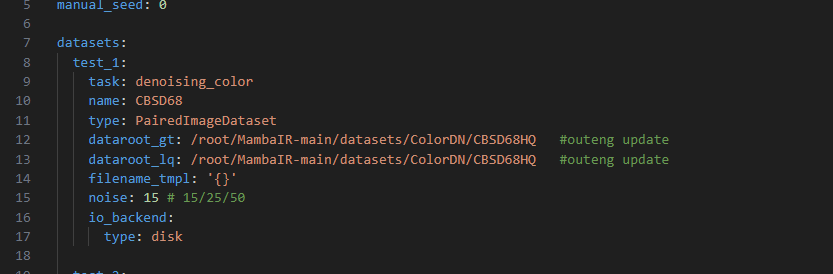 5 manual_seed: 0
6
7 datasets:
8 test_1:
9 task: denoising_color
10 name: CBSD68
11 type: PairedImageDataset
12 dataroot_gt: /root/MambaIR-main/datasets/ColorDN/CBSD68HQ #outeng update
13 dataroot_lq: /root/MambaIR-main/datasets/ColorDN/CBSD68HQ #outeng update
14 filename_tmpl: '{}'
15 noise: 15 # 15/25/50
16 io_backend:
17 type: disk
18